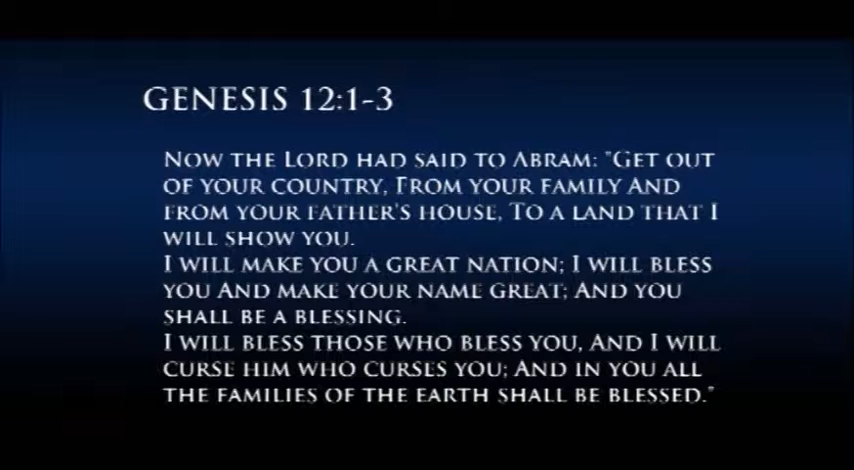 GENESIS 12:1-3
NOW THE LORD HAD SAID TO ABRAM: "GET OUT
OF YOUR COUNTRY, FROM YOUR FAMILY AND
FROM YOUR FATHER'S HOUSE, TO A LAND THAT I
WILL SHOW YOU.
I WILL MAKE YOU A GREAT NATION; I WILL BLESS
YOU AND MAKE YOUR NAME GREAT; AND YOU
SHALL BE A BLESSING.
I WILL BLESS THOSE WHO BLESS YOU, AND I WILL
CURSE HIM WHO CURSES YOU; AND IN YOU ALL
THE FAMILIES OF THE EARTH SHALL BE BLESSED."